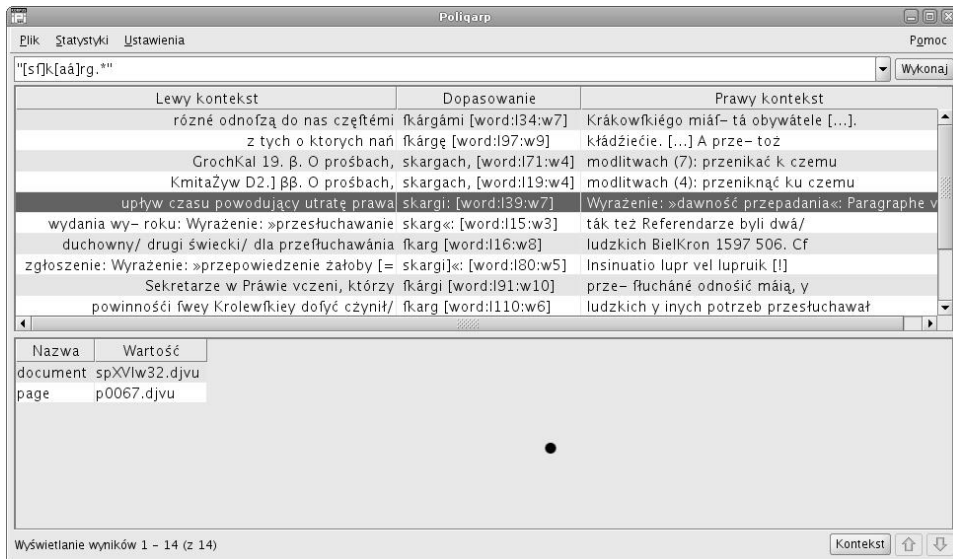 Poliqarp
Plik Statystyki Ustawienia Pomoc
"[sſ]k[aá]rg.*" Wykonaj
Lewy kontekst Dopasowanie Prawy kontekst
rózné odnoſzą do nas częſtémi ſkárgámi [word:l34:w7] Krákowſkiégo miáſ– tá obywátele [...].
z tych o ktorych nań ſkárgę [word:l97:w9] kłádźiećie. [...] A prze– toż
GrochKal 19. β. O prośbach, skargach, [word:l71:w4] modlitwach (7): przenikać k czemu
KmitaŻyw D2.] ββ. O prośbach, skargach, [word:l19:w4] modlitwach (4): przeniknąć ku czemu
upływ czasu powodujący utratę prawa skargi: [word:l39:w7] Wyrażenie: »dawność przepadania«: Paragraphe v
wydania wy– roku: Wyrażenie: »przesłuchawanie skarg«: [word:l15:w3] ták też Referendarze byli dwá/
duchowny/ drugi świecki/ dla przeſłuchawánia ſkarg [word:l16:w8] ludzkich BielKron 1597 506. Cf
zgłoszenie: Wyrażenie: »przepowiedzenie żałoby [= skargi]«: [word:l80:w5] Insinuatio lupr vel lupruik [!]
Sekretarze w Práwie vczeni, którzy ſkárgi [word:l91:w10] prze– ſłucháné odnośić máią, y
powinnośći ſwey Krolewſkiey dofyć cżynił/ ſkarg [word:l110:w6] ludzkich y inych potrzeb przesłuchawał
Nazwa Wartość
document spXVIw32.djvu
page p0067.djvu
Wyświetlanie wyników 1 – 14 (z 14) Kontekst